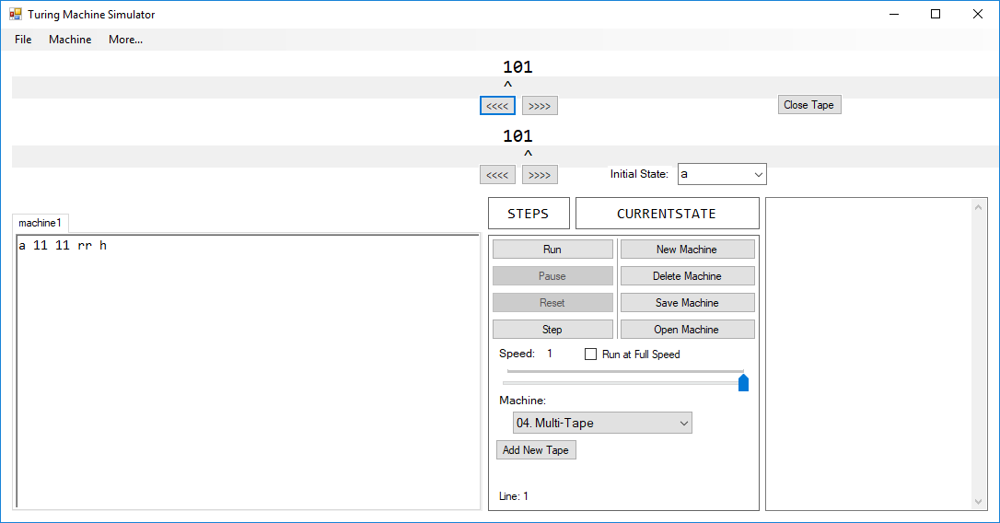 Turing Machine Simulator
File Machine More...
101
^
<<<< >>>> Close Tape
101
^
<<<< >>>> Initial State: a
machine1
a 11 11 rr h
STEPS CURRENTSTATE
Run New Machine
Pause Delete Machine
Reset Save Machine
Step Open Machine
Speed: 1 Run at Full Speed
Machine:
04. Multi-Tape
Add New Tape
Line: 1